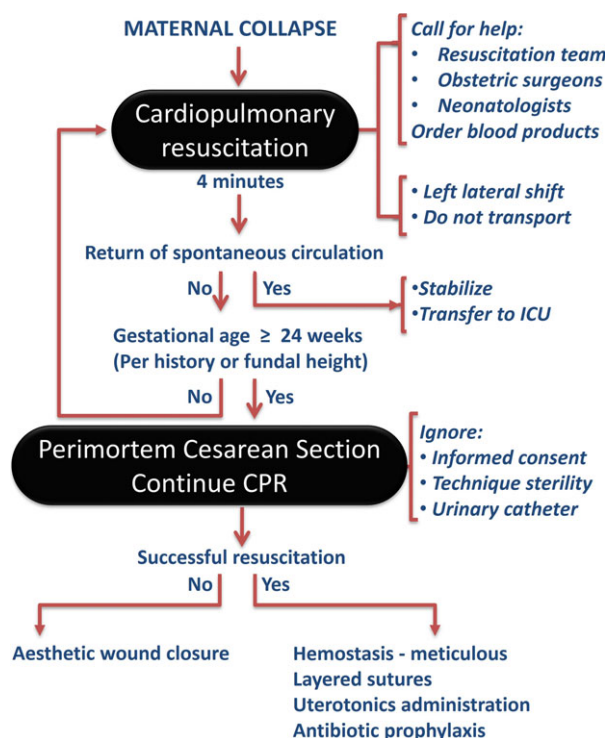 MATERNAL COLLAPSE
Call for help:
• Resuscitation team
• Obstetric surgeons
• Neonatologists
Order blood products
Cardiopulmonary
resuscitation
4 minutes
• Left lateral shift
• Do not transport
Return of spontaneous circulation
No Yes
•Stabilize
•Transfer to ICU
Gestational age ≥ 24 weeks
(Per history or fundal height)
No Yes
Perimortem Cesarean Section
Continue CPR
Ignore:
• Informed consent
• Technique sterility
• Urinary catheter
Successful resuscitation
No Yes
Aesthetic wound closure
Hemostasis - meticulous
Layered sutures
Uterotonics administration
Antibiotic prophylaxis